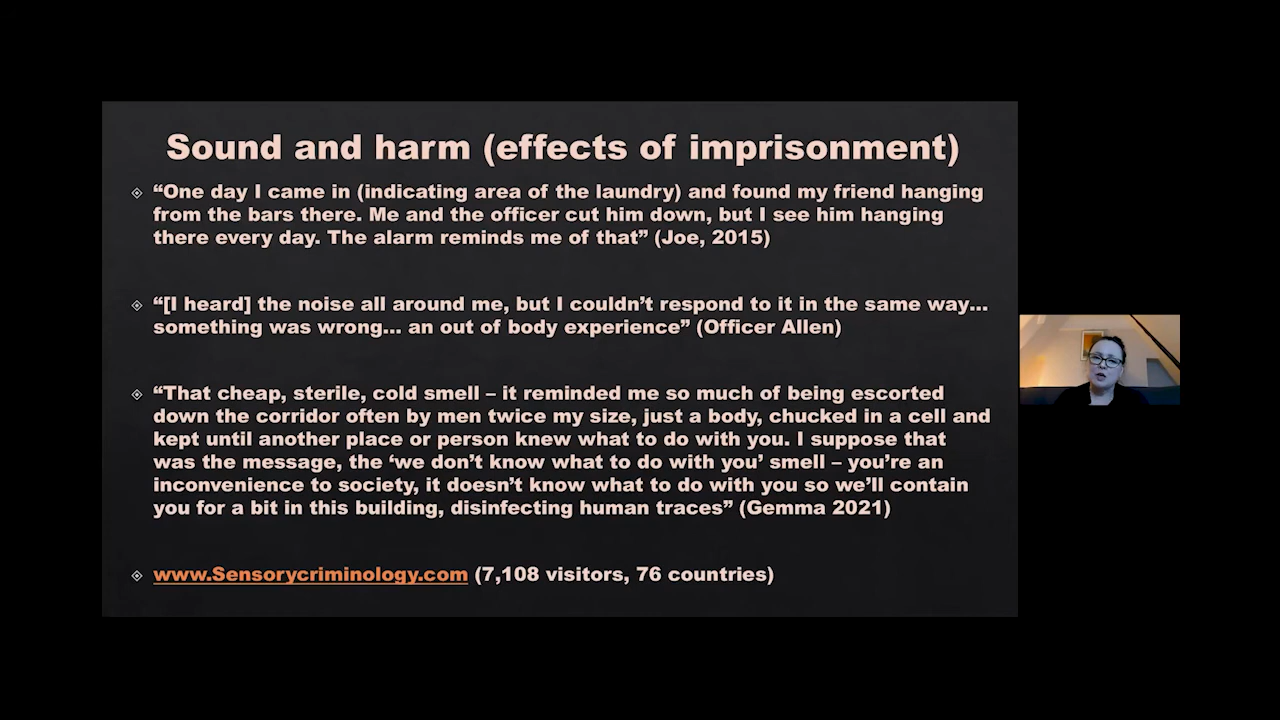 Sound and harm (effects of imprisonment)
“One day I came in (indicating area of the laundry) and found my friend hanging
from the bars there. Me and the officer cut him down, but I see him hanging
there every day. The alarm reminds me of that” (Joe, 2015)
“[I heard] the noise all around me, but I couldn’t respond to it in the same way…
something was wrong… an out of body experience” (Officer Allen)
“That cheap, sterile, cold smell – it reminded me so much of being escorted
down the corridor often by men twice my size, just a body, chucked in a cell and
kept until another place or person knew what to do with you. I suppose that
was the message, the ‘we don’t know what to do with you’ smell – you’re an
inconvenience to society, it doesn’t know what to do with you so we’ll contain
you for a bit in this building, disinfecting human traces” (Gemma 2021)
www.Sensorycriminology.com (7,108 visitors, 76 countries)